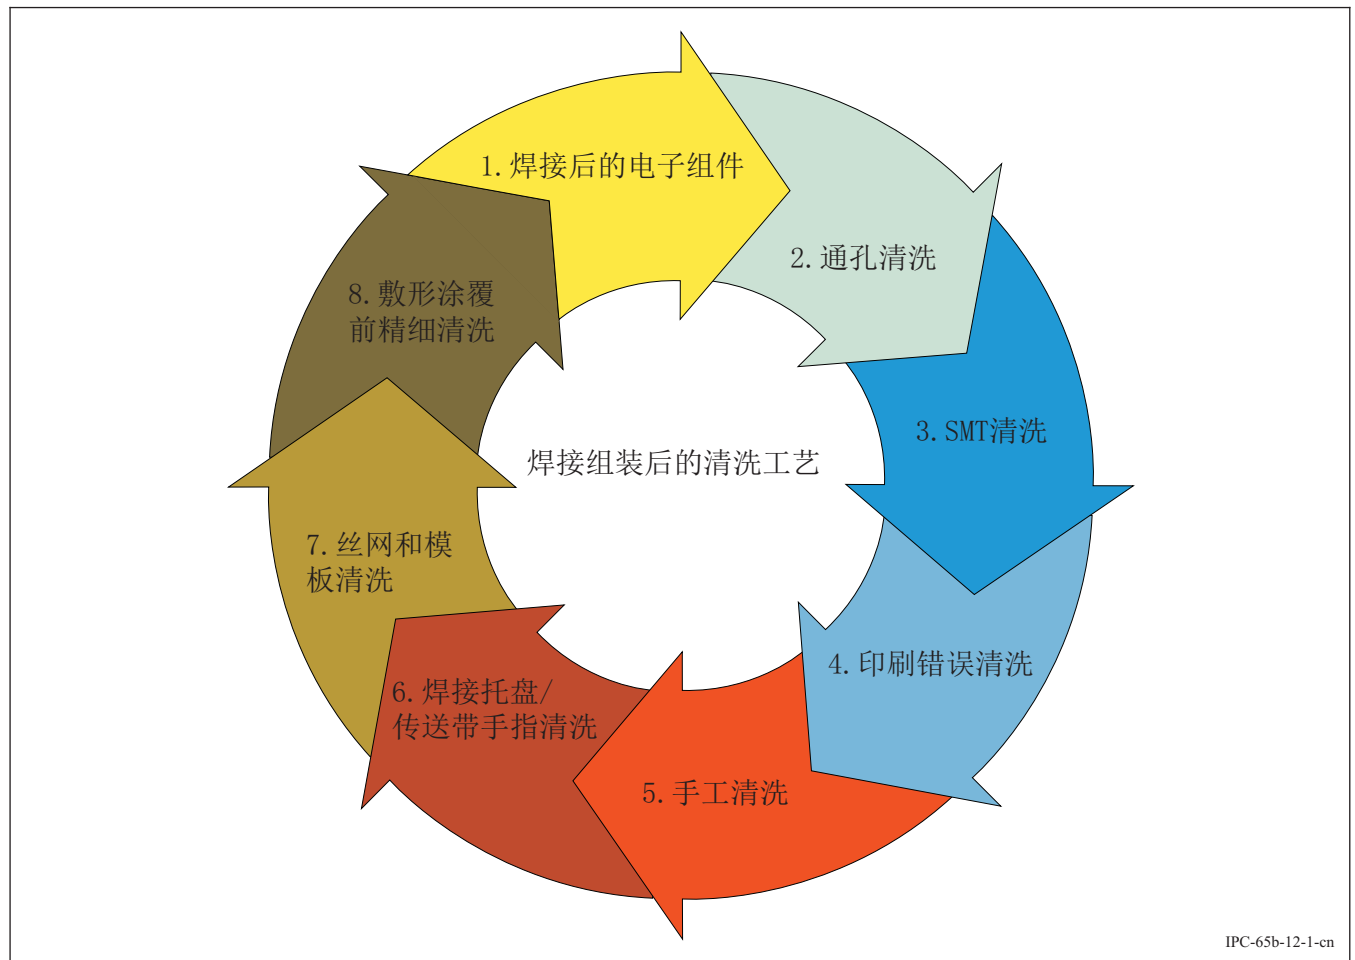 1.焊接后的电子组件
2.通孔清洗
3.SMT清洗
4.印刷错误清洗
5.手工清洗
6.焊接托盘/
传送带手指清洗
7.丝网和模
板清洗
8.敷形涂覆
前精细清洗
焊接组装后的清洗工艺
IPC-65b-12-1-cn